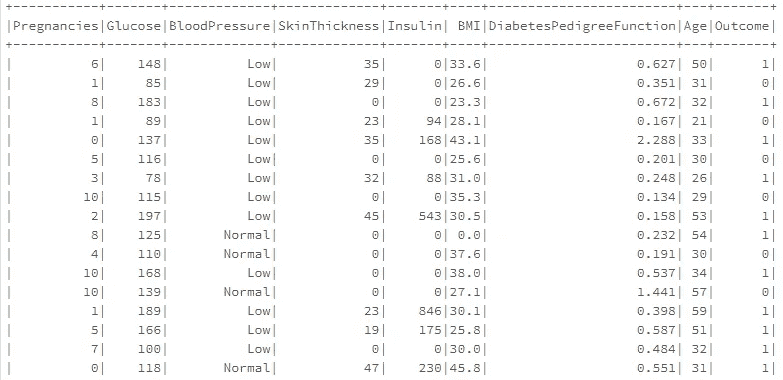 +-----------+-------+-------------+-------------+-------+----+------------------------+---+-------+
|Pregnancies|Glucose|BloodPressure|SkinThickness|Insulin| BMI|DiabetesPedigreeFunction|Age|Outcome|
+-----------+-------+-------------+-------------+-------+----+------------------------+---+-------+
|          6|    148|          Low|           35|      0|33.6|                   0.627| 50|      1|
|          1|     85|          Low|           29|      0|26.6|                   0.351| 31|      0|
|          8|    183|          Low|            0|      0|23.3|                   0.672| 32|      1|
|          1|     89|          Low|           23|     94|28.1|                   0.167| 21|      0|
|          0|    137|          Low|           35|    168|43.1|                   2.288| 33|      1|
|          5|    116|          Low|            0|      0|25.6|                   0.201| 30|      0|
|          3|     78|          Low|           32|     88|31.0|                   0.248| 26|      1|
|         10|    115|          Low|            0|      0|35.3|                   0.134| 29|      0|
|          2|    197|          Low|           45|    543|30.5|                   0.158| 53|      1|
|          8|    125|       Normal|            0|      0| 0.0|                   0.232| 54|      1|
|          4|    110|       Normal|            0|      0|37.6|                   0.191| 30|      0|
|         10|    168|          Low|            0|      0|38.0|                   0.537| 34|      1|
|         10|    139|       Normal|            0|      0|27.1|                   1.441| 57|      0|
|          1|    189|          Low|           23|    846|30.1|                   0.398| 59|      1|
|          5|    166|          Low|           19|    175|25.8|                   0.587| 51|      1|
|          7|    100|          Low|            0|      0|30.0|                   0.484| 32|      1|
|          0|    118|       Normal|           47|    230|45.8|                   0.551| 31|      1|